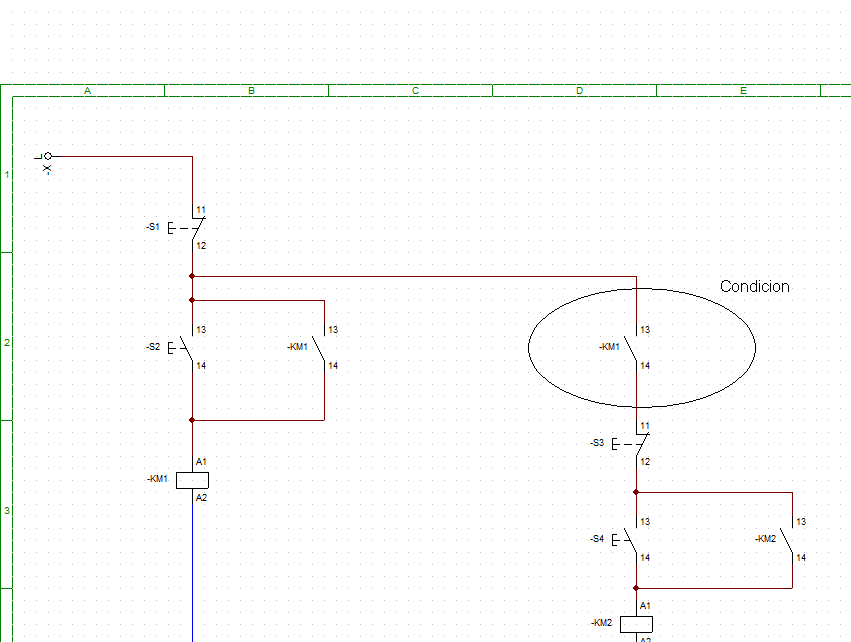 A B C D E
1
L
-X
11
-S1
12
Condicion
2
13 13 13
-S2 -KM1 -KM1
14 14 14
11
-S3
12
A1
-KM1
A2
3
13 13
-S4 -KM2
14 14
A1
-KM2
A2